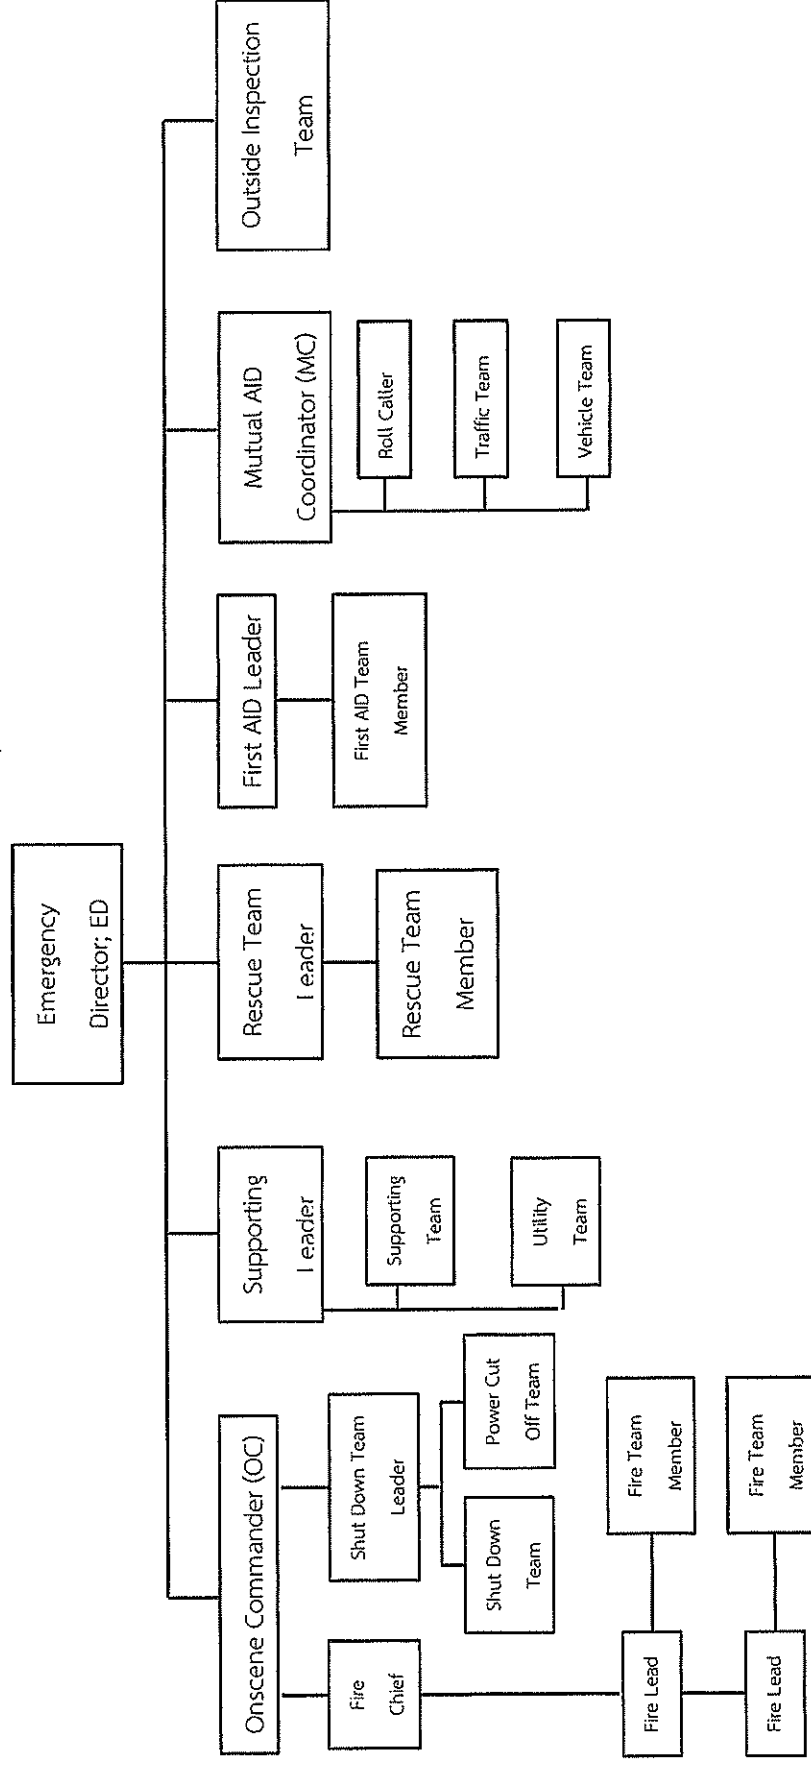 Emergency
Director; ED
Onscene Commander (OC)
Supporting
Leader
Rescue Team
Leader
First AID Leader
Mutual AID
Coordinator (MC)
Outside Inspection
Team
Fire
Chief
Shut Down Team
Leader
Shut Down
Team
Power Cut
Off Team
Fire Lead
Fire Team
Member
Fire Lead
Fire Team
Member
Supporting
Team
Utility
Team
Rescue Team
Member
First AID Team
Member
Roll Caller
Traffic Team
Vehicle Team